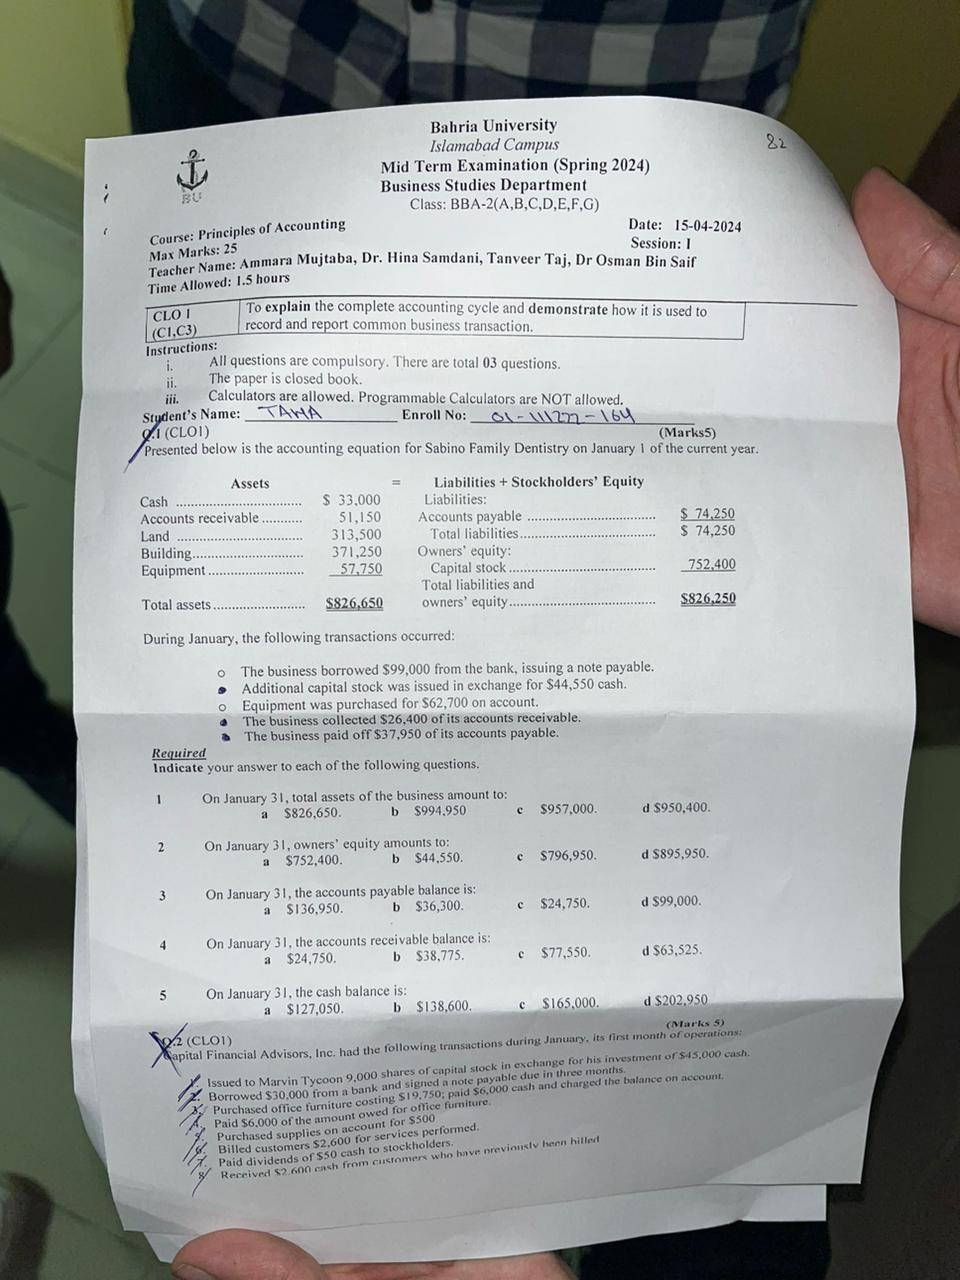 82
Bahria University
Islamabad Campus
Mid Term Examination (Spring 2024)
Business Studies Department
Class: BBA-2(A,B,C,D,E,F,G)
BU
Course: Principles of Accounting Date: 15-04-2024
Max Marks: 25 Session: I
Teacher Name: Ammara Mujtaba, Dr. Hina Samdani, Tanveer Taj, Dr Osman Bin Saif
Time Allowed: 1.5 hours
CLO 1 To explain the complete accounting cycle and demonstrate how it is used to
(C1,C3) record and report common business transaction.
Instructions:
i. All questions are compulsory. There are total 03 questions.
ii. The paper is closed book.
iii. Calculators are allowed. Programmable Calculators are NOT allowed.
Student's Name: TAHA Enroll No: 01-111222-164
Q.1 (CLO1) (Marks5)
Presented below is the accounting equation for Sabino Family Dentistry on January 1 of the current year.
Assets = Liabilities + Stockholders' Equity
Cash .............................. $ 33,000 Liabilities:
Accounts receivable .......... 51,150 Accounts payable ............................... $ 74,250
Land .............................. 313,500 Total liabilities................................. $ 74,250
Building........................... 371,250 Owners' equity:
Equipment ........................ 57,750 Capital stock ................................... 752,400
Total liabilities and
Total assets ....................... $826,650 owners' equity................................... $826,250
During January, the following transactions occurred:
o The business borrowed $99,000 from the bank, issuing a note payable.
Additional capital stock was issued in exchange for $44,550 cash.
o Equipment was purchased for $62,700 on account.
The business collected $26,400 of its accounts receivable.
The business paid off $37,950 of its accounts payable.
Required
Indicate your answer to each of the following questions.
1 On January 31, total assets of the business amount to:
a $826,650. b $994,950 c $957,000. d $950,400.
2 On January 31, owners' equity amounts to:
a $752,400. b $44,550. c $796,950. d $895,950.
3 On January 31, the accounts payable balance is:
a $136,950. b $36,300. c $24,750. d $99,000.
4 On January 31, the accounts receivable balance is:
a $24,750. b $38,775. c $77,550. d $63,525.
5 On January 31, the cash balance is:
a $127,050. b $138,600. c $165,000. d $202,950
Q.2 (CLO1) (Marks 5)
Capital Financial Advisors, Inc. had the following transactions during January, its first month of operations:
1. Issued to Marvin Tycoon 9,000 shares of capital stock in exchange for his investment of $45,000 cash.
2. Borrowed $30,000 from a bank and signed a note payable due in three months.
3. Purchased office furniture costing $19,750; paid $6,000 cash and charged the balance on account.
4. Paid $6,000 of the amount owed for office furniture.
5. Purchased supplies on account for $500
6. Billed customers $2,600 for services performed.
7. Paid dividends of $50 cash to stockholders.
8. Received $2,600 cash from customers who have previously been billed